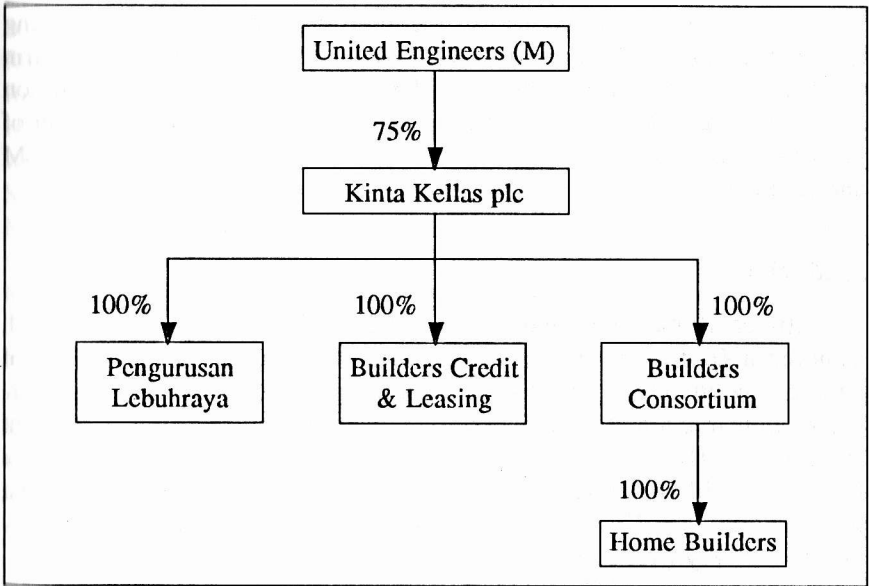 United Engineers (M)
75%
Kinta Kellas plc
100%
100%
100%
Pengurusan
Lebuhraya
Builders Credit
& Leasing
Builders
Consortium
100%
Home Builders